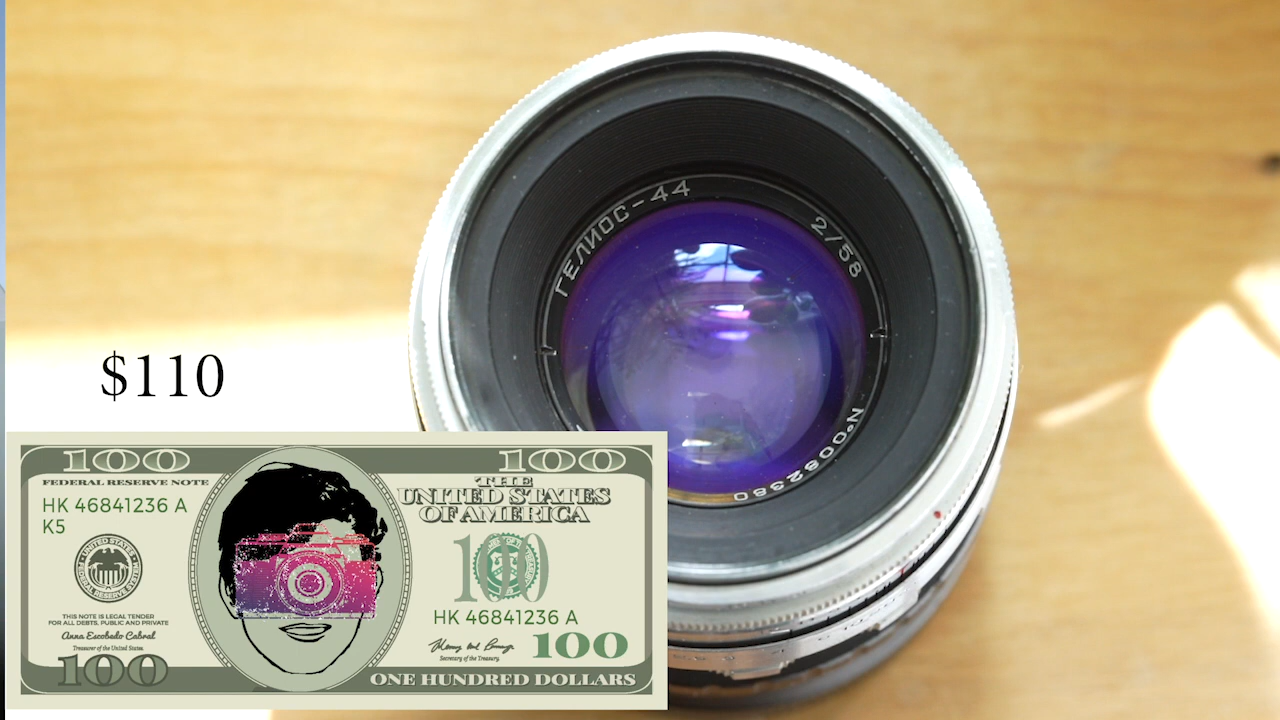 ГЕЛИОС-44
2/58
N°0082380
$110
100 100
FEDERAL RESERVE NOTE
HK 46841236 A
K5
THE
UNITED STATES
OF AMERICA
100
THIS NOTE IS LEGAL TENDER
FOR ALL DEBTS, PUBLIC AND PRIVATE
Anna Escobedo Cabral
Treasurer of the United States.
HK 46841236 A
Secretary of the Treasury.
100 100
ONE HUNDRED DOLLARS